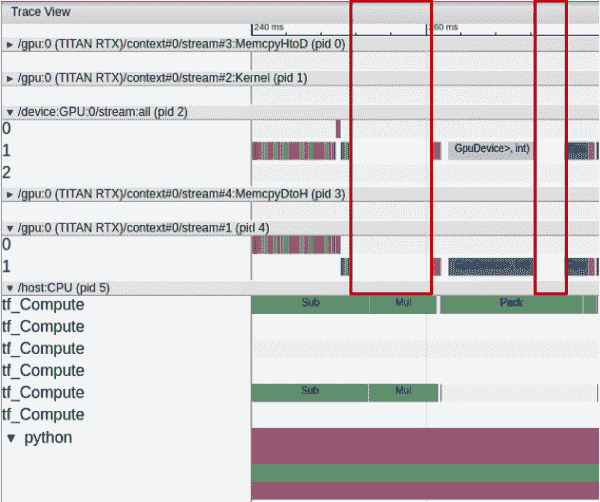 Trace View
240 ms
260 ms
/gpu:0 (TITAN RTX)/context#0/stream#3:MemcpyHtoD (pid 0)
/gpu:0 (TITAN RTX)/context#0/stream#2:Kernel (pid 1)
/device:GPU:0/stream:all (pid 2)
0
1 GpuDevice>, int)
2
/gpu:0 (TITAN RTX)/context#0/stream#4:MemcpyDtoH (pid 3)
/gpu:0 (TITAN RTX)/context#0/stream#1 (pid 4)
0
1
/host:CPU (pid 5)
tf_Compute Sub Mul Pack
tf_Compute
tf_Compute
tf_Compute
tf_Compute Sub Mul
tf_Compute
python